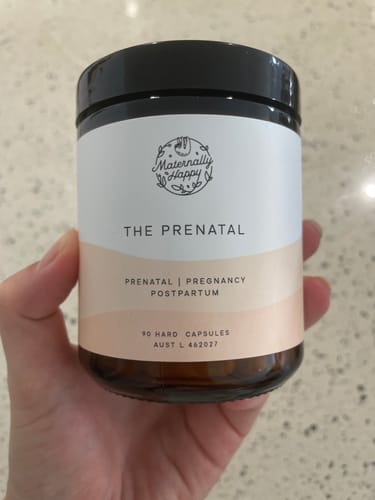 Maternally
Happy
THE PRENATAL
PRENATAL | PREGNANCY
POSTPARTUM
90 HARD CAPSULES
AUST L 462027